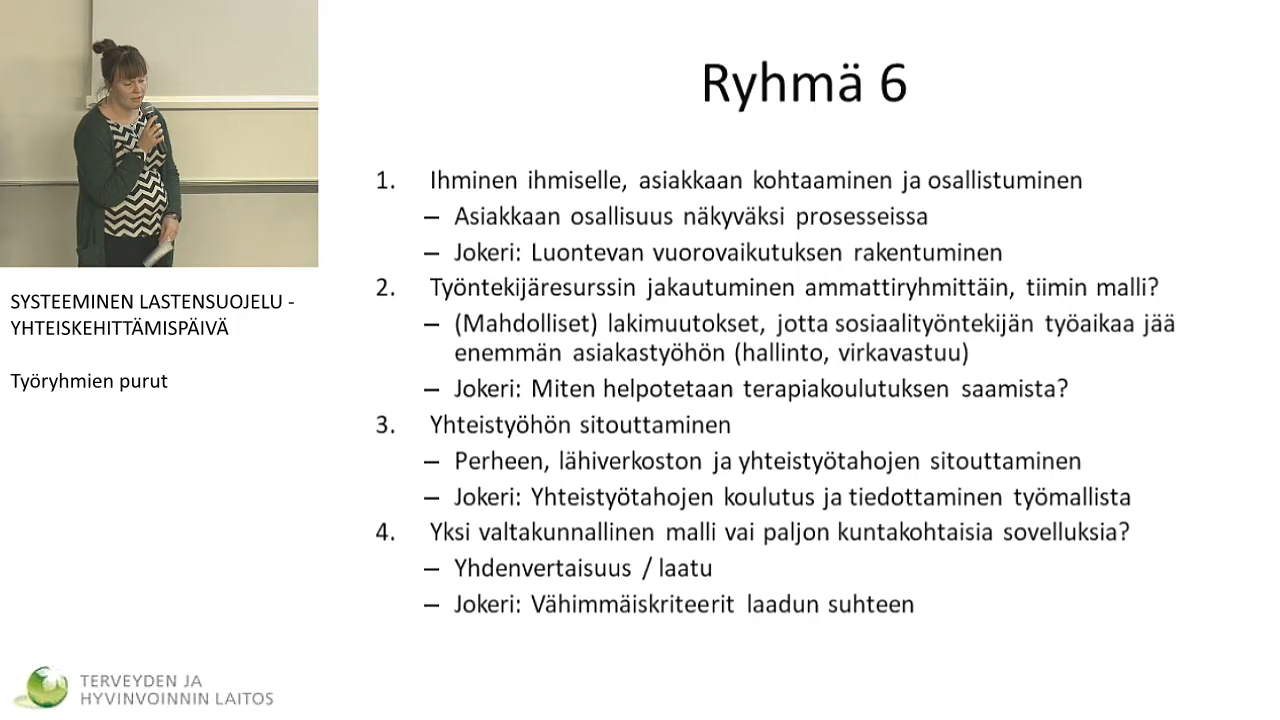 SYSTEEMINEN LASTENSUOJELU -
YHTEISKEHITTÄMISPÄIVÄ
Työryhmien purut
Ryhmä 6
1. Ihminen ihmiselle, asiakkaan kohtaaminen ja osallistuminen
– Asiakkaan osallisuus näkyväksi prosesseissa
– Jokeri: Luontevan vuorovaikutuksen rakentuminen
2. Työntekijäresurssin jakautuminen ammattiryhmittäin, tiimin malli?
– (Mahdolliset) lakimuutokset, jotta sosiaalityöntekijän työaikaa jää
enemmän asiakastyöhön (hallinto, virkavastuu)
– Jokeri: Miten helpotetaan terapiakoulutuksen saamista?
3. Yhteistyöhön sitouttaminen
– Perheen, lähiverkoston ja yhteistyötahojen sitouttaminen
– Jokeri: Yhteistyötahojen koulutus ja tiedottaminen työmallista
4. Yksi valtakunnallinen malli vai paljon kuntakohtaisia sovelluksia?
– Yhdenvertaisuus / laatu
– Jokeri: Vähimmäiskriteerit laadun suhteen
TERVEYDEN JA
HYVINVOINNIN LAITOS